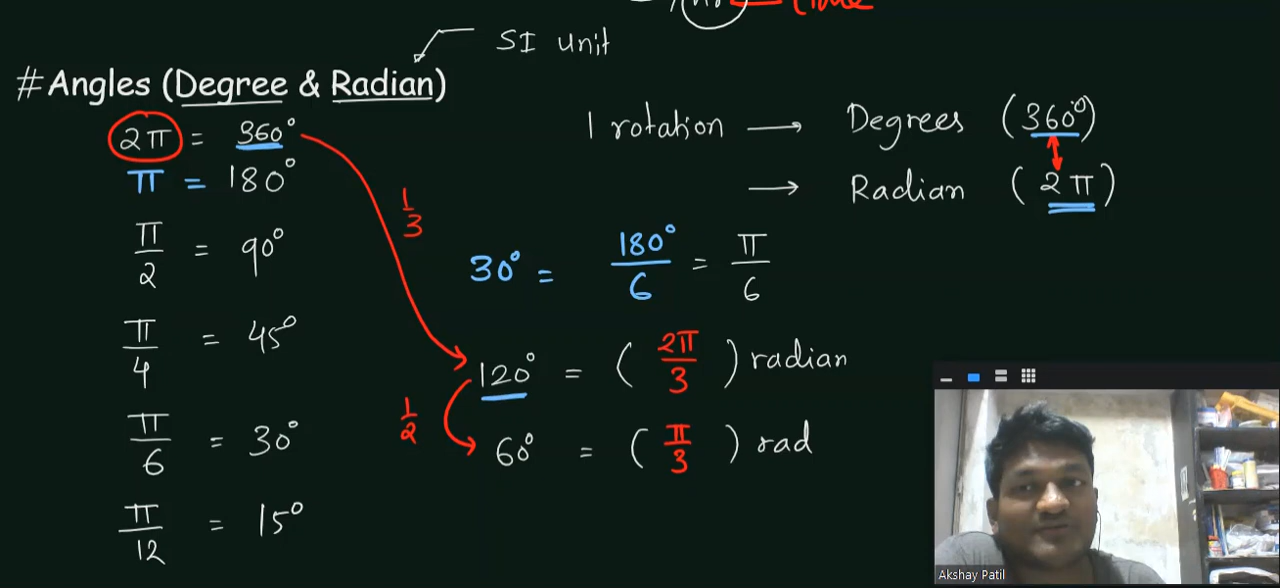 SI unit
# Angles (Degree & Radian)
2π = 360°
π = 180°
π/2 = 90°
π/4 = 45°
π/6 = 30°
π/12 = 15°
1/3
1/2
1 rotation → Degrees (360°)
→ Radian (2π)
30° = 180°/6 = π/6
120° = (2π/3) radian
60° = (π/3) rad
Akshay Patil